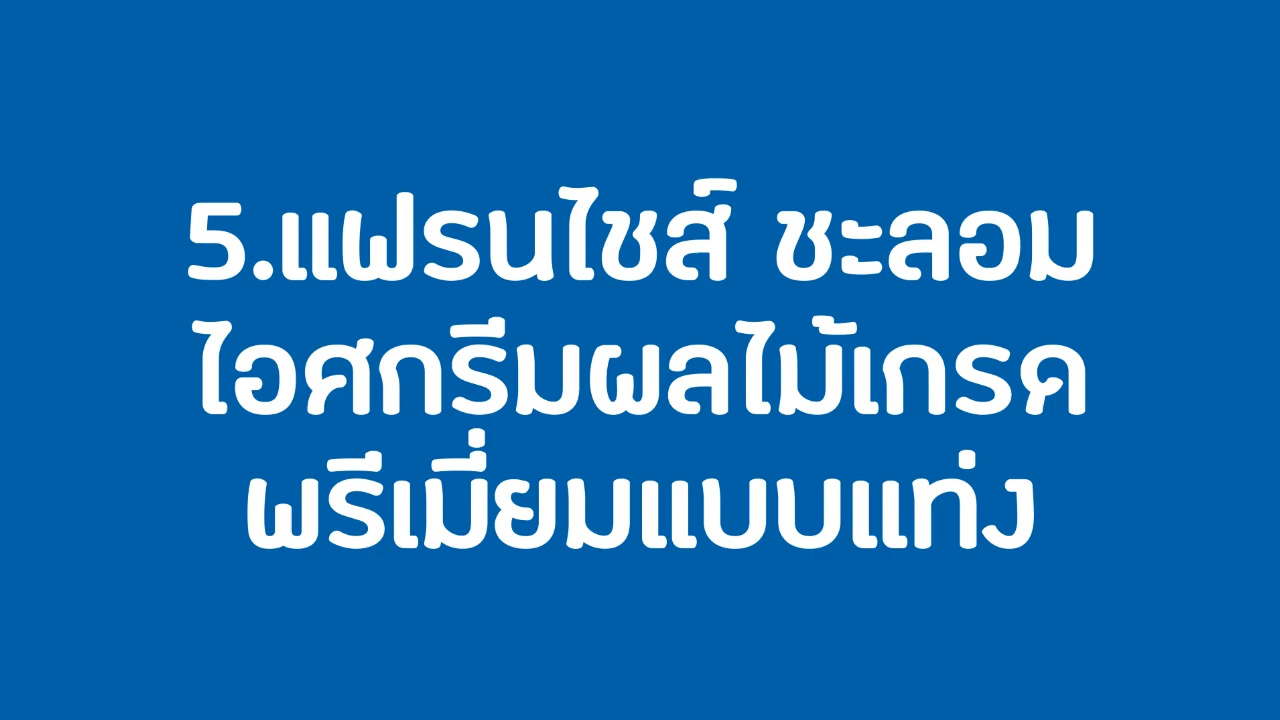 5.แฟรนไชส์ ชะลอม
ไอศกรีมผลไม้เกรด
พรีเมี่ยมแบบแท่ง